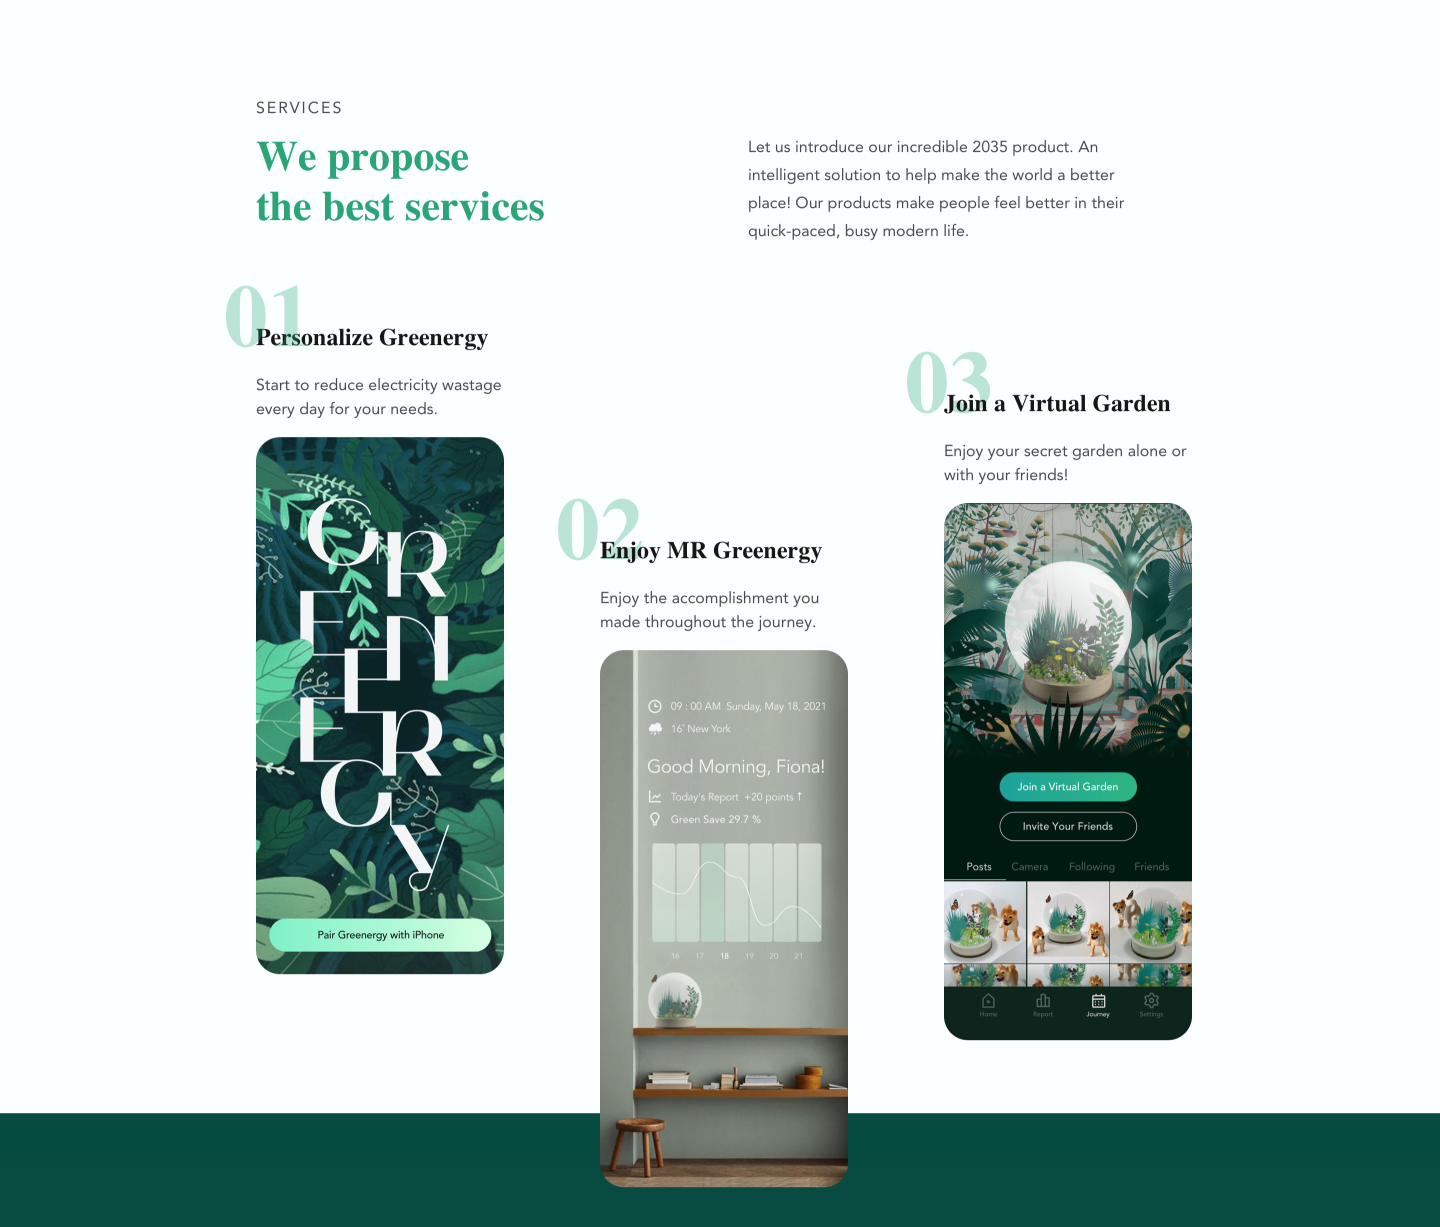 SERVICES
We propose
the best services
Let us introduce our incredible 2035 product. An
intelligent solution to help make the world a better
place! Our products make people feel better in their
quick-paced, busy modern life.
01
Personalize Greenergy
Start to reduce electricity wastage
every day for your needs.
G
R
E
N
E
E
R
G
y
Pair Greenergy with iPhone
02
Enjoy MR Greenergy
Enjoy the accomplishment you
made throughout the journey.
09 : 00 AM Sunday, May 18, 2021
16° New York
Good Morning, Fiona!
Today's Report +20 points ↑
Green Save 29.7 %
16 17 18 19 20 21
03
Join a Virtual Garden
Enjoy your secret garden alone or
with your friends!
Join a Virtual Garden
Invite Your Friends
Posts Camera Following Friends
Home Report Journey Settings